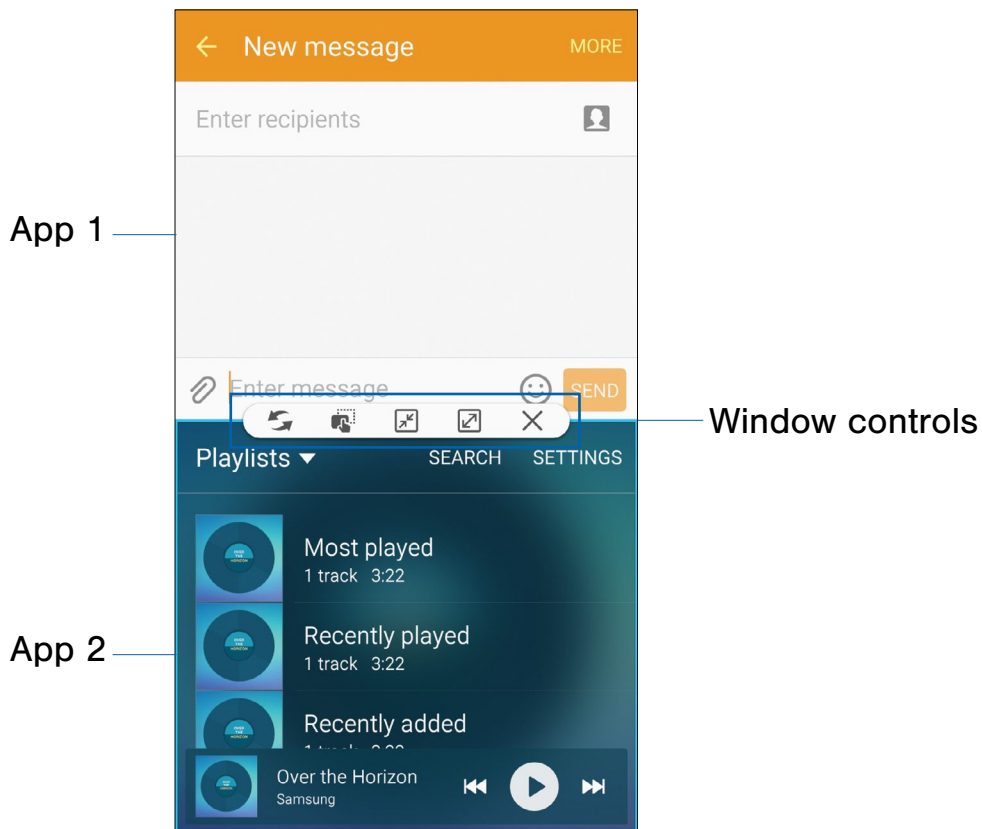 New message MORE
Enter recipients
App 1
Enter message SEND
Window controls
Playlists SEARCH SETTINGS
Most played
1 track 3:22
Recently played
1 track 3:22
App 2
Recently added
Over the Horizon
Samsung